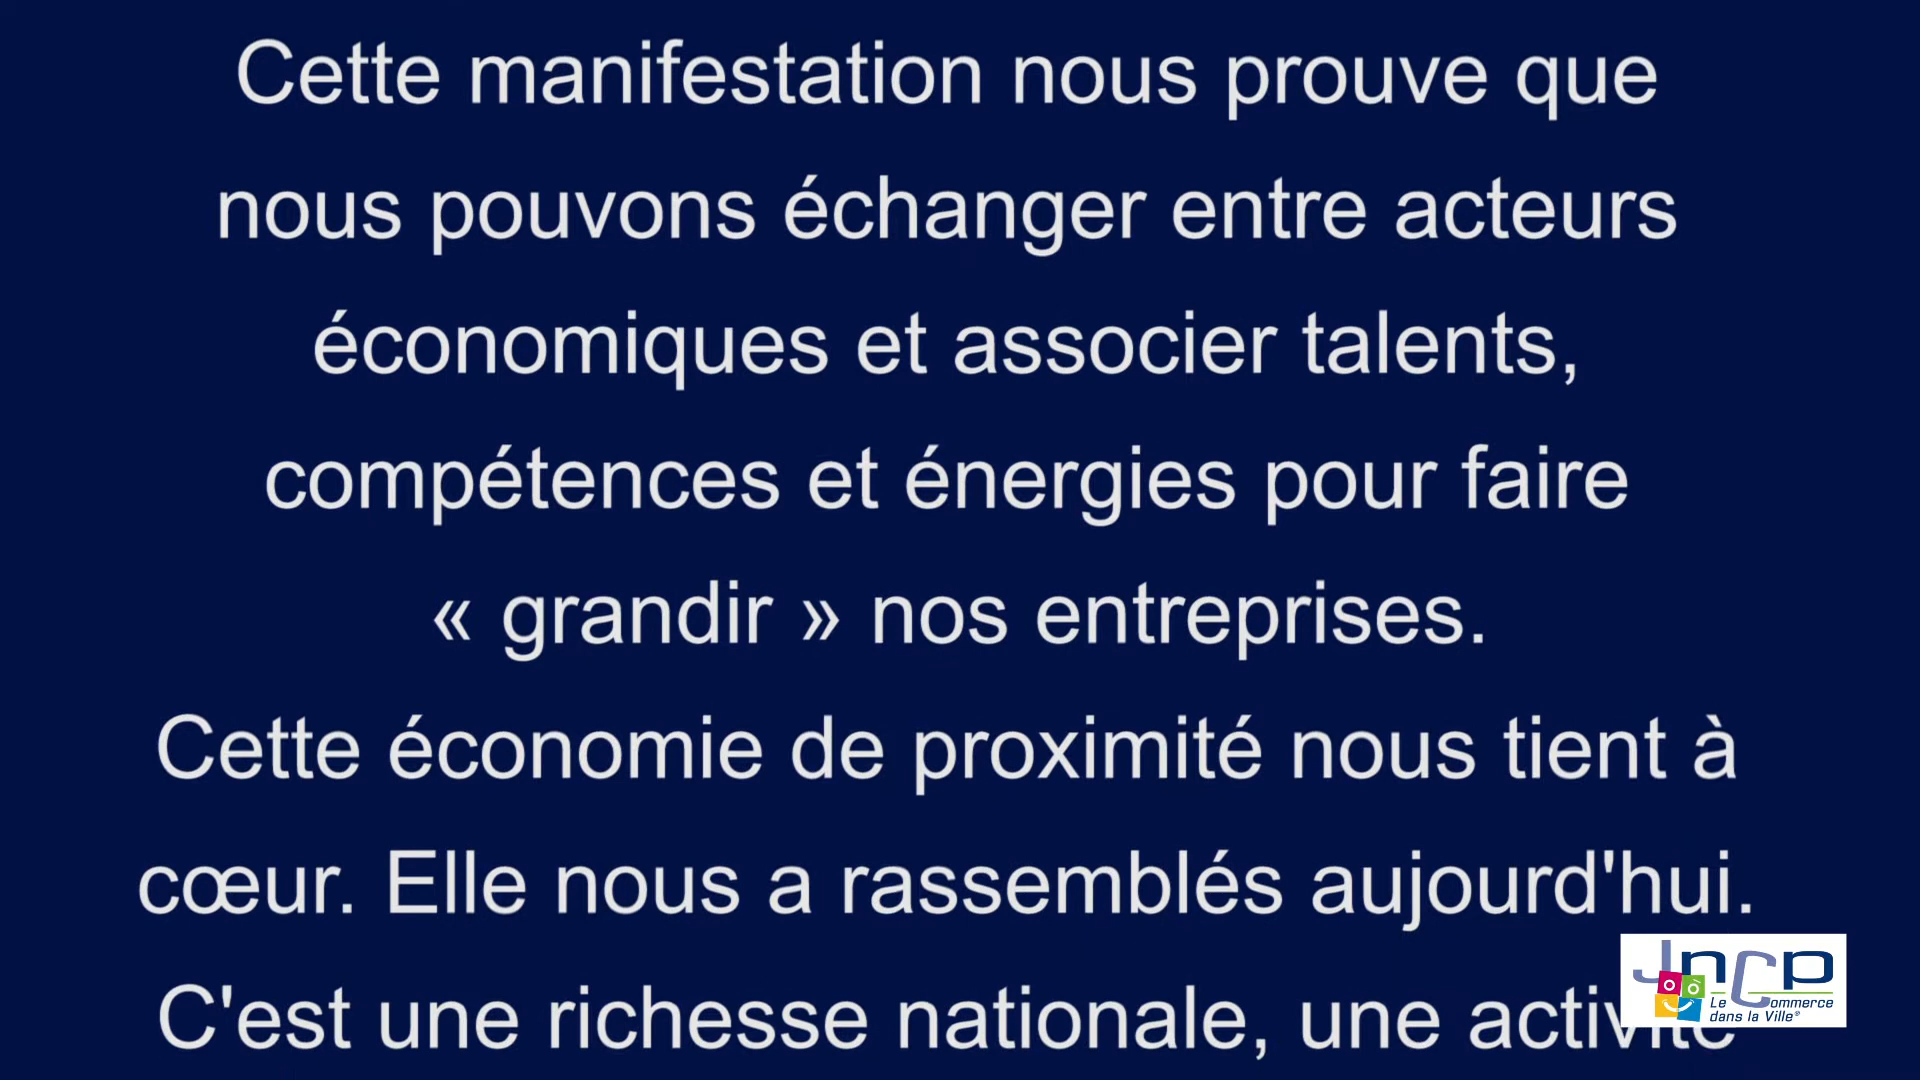 Cette manifestation nous prouve que
nous pouvons échanger entre acteurs
économiques et associer talents,
compétences et énergies pour faire
« grandir » nos entreprises.
Cette économie de proximité nous tient à
cœur. Elle nous a rassemblés aujourd'hui.
C'est une richesse nationale, une activité
JNCP
Le Commerce
dans la Ville®